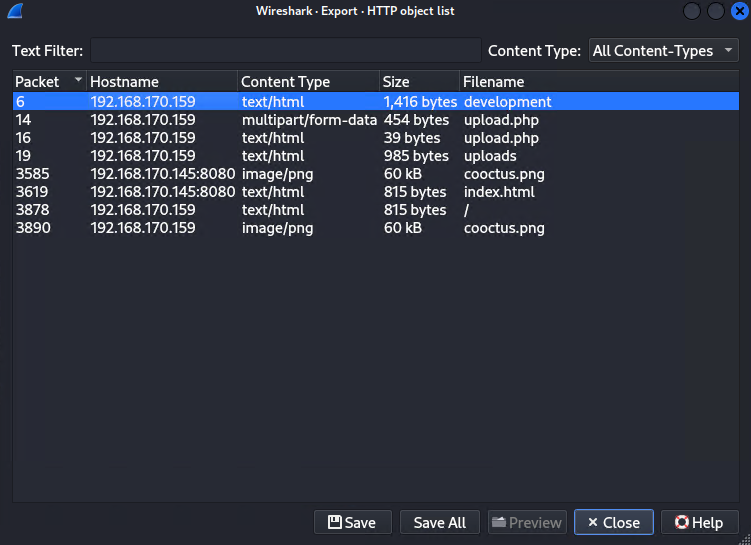 Wireshark · Export · HTTP object list
Text Filter: Content Type: All Content-Types
Packet Hostname Content Type Size Filename
6 192.168.170.159 text/html 1,416 bytes development
14 192.168.170.159 multipart/form-data 454 bytes upload.php
16 192.168.170.159 text/html 39 bytes upload.php
19 192.168.170.159 text/html 985 bytes uploads
3585 192.168.170.145:8080 image/png 60 kB cooctus.png
3619 192.168.170.145:8080 text/html 815 bytes index.html
3878 192.168.170.159 text/html 815 bytes /
3890 192.168.170.159 image/png 60 kB cooctus.png
Save Save All Preview Close Help